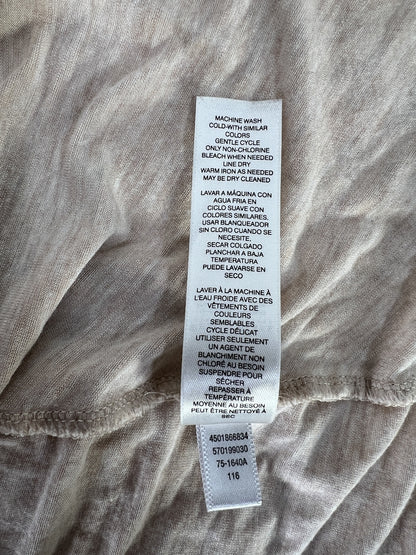 MACHINE WASH
COLD-WITH SIMILAR
COLORS
GENTLE CYCLE
ONLY NON-CHLORINE
BLEACH WHEN NEEDED
LINE DRY
WARM IRON AS NEEDED
MAY BE DRY CLEANED
LAVAR A MÁQUINA CON
AGUA FRIA EN
CICLO SUAVE CON
COLORES SIMILARES.
USAR BLANQUEADOR
SIN CLORO CUANDO SE
NECESITE,
SECAR COLGADO
PLANCHAR A BAJA
TEMPERATURA
PUEDE LAVARSE EN
SECO
LAVER À LA MACHINE À
L'EAU FROIDE AVEC DES
VÊTEMENTS DE
COULEURS
SEMBLABLES
CYCLE DÉLICAT
UTILISER SEULEMENT
UN AGENT DE
BLANCHIMENT NON
CHLORÉ AU BESOIN
SUSPENDRE POUR
SÉCHER
REPASSER À
TEMPÉRATURE
MOYENNE AU BESOIN
PEUT ÊTRE NETTOYÉ À
SEC
4501866834
570199030
75-1640A
116